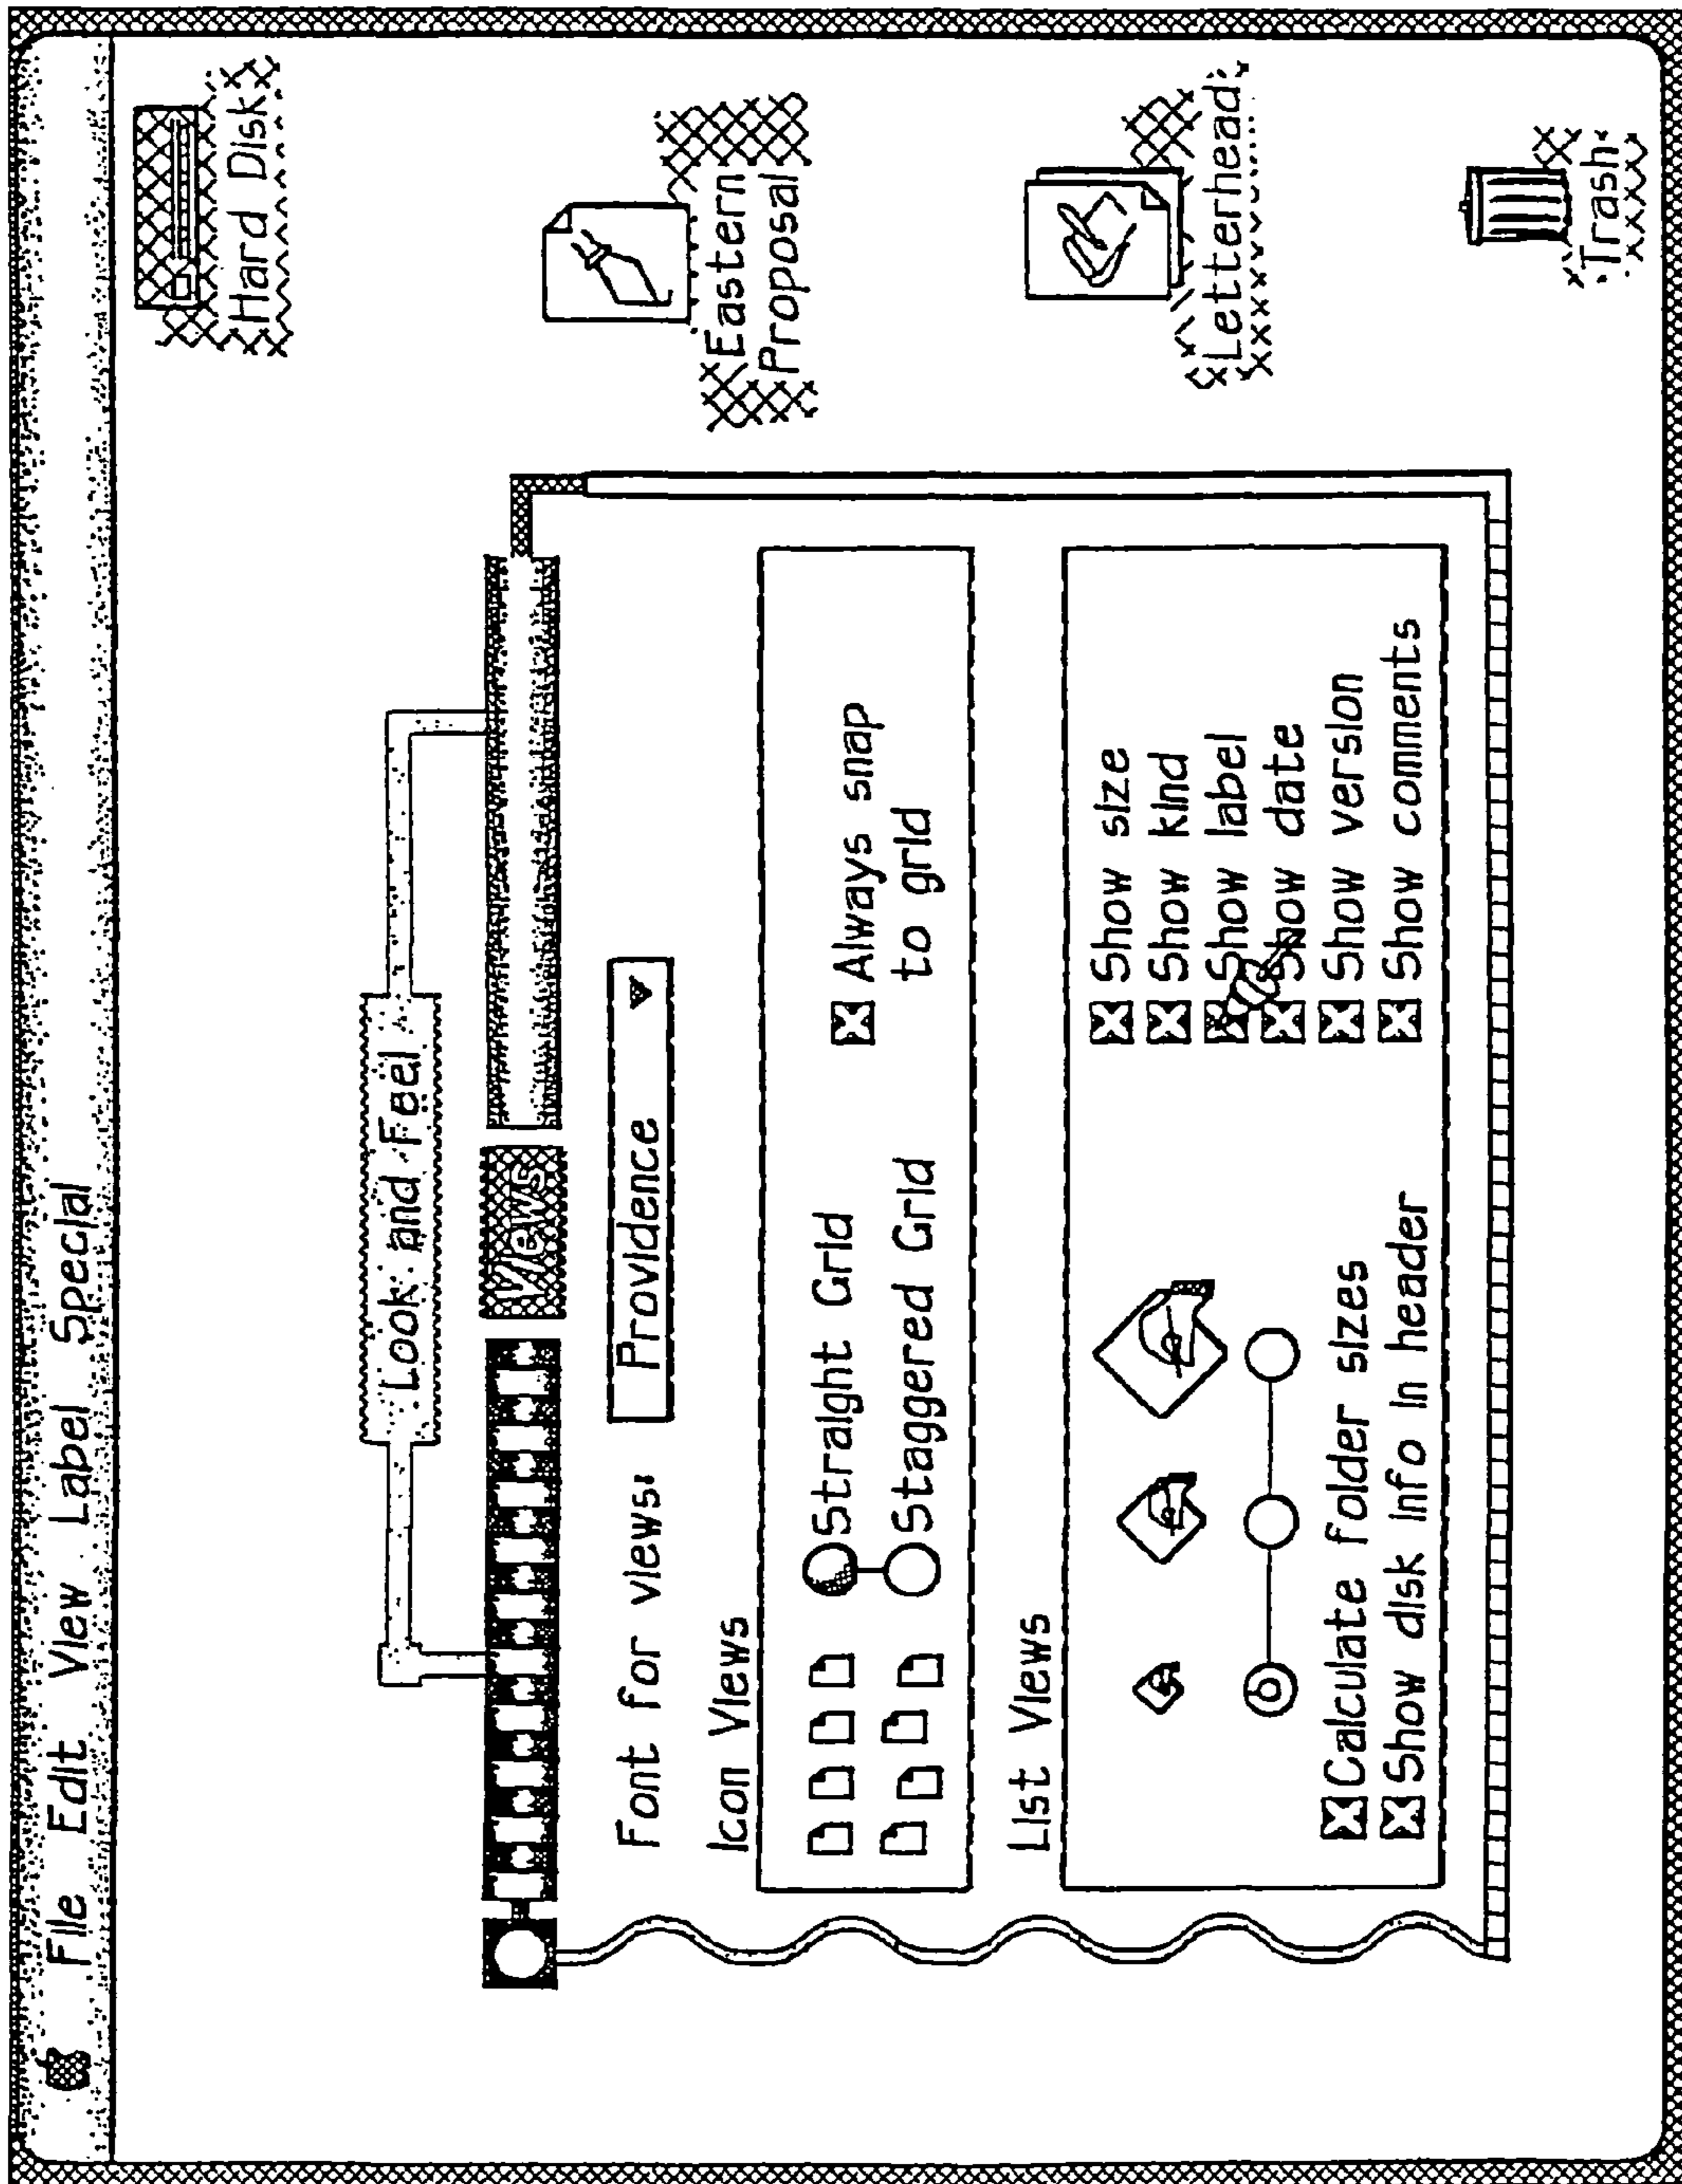 File Edit View Label Special
Hard Disk
Look and Feel
Views
Font for views:
Providence
Eastern
Proposal
Icon Views
Straight Grid
Staggered Grid
Always snap
to grid
List Views
Show size
Show kind
Show label
Show date
Show version
Show comments
Calculate folder sizes
Show disk info in header
Letterhead
Trash